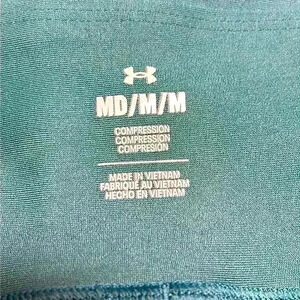 MD/M/M
COMPRESSION
COMPRESSION
COMPRESIÓN
MADE IN VIETNAM
FABRIQUÉ AU VIETNAM
HECHO EN VIETNAM